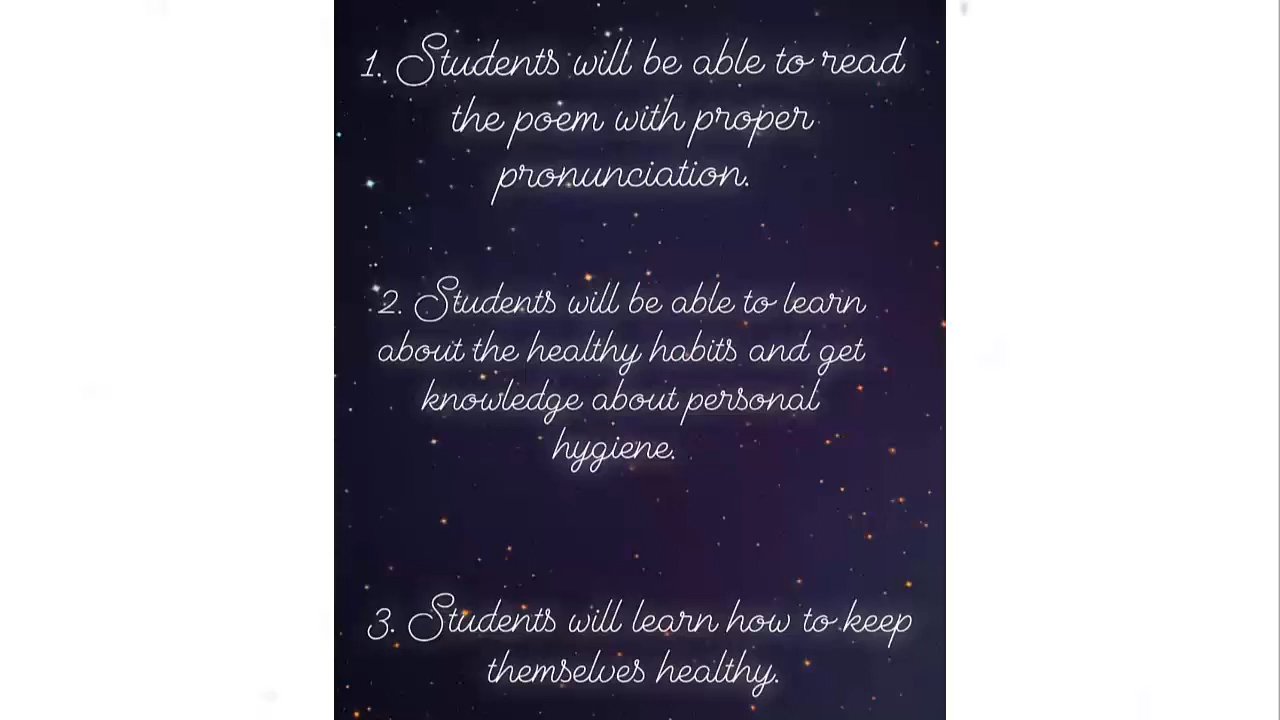 1. Students will be able to read
the poem with proper
pronunciation.
2. Students will be able to learn
about the healthy habits and get
knowledge about personal
hygiene.
3. Students will learn how to keep
themselves healthy.